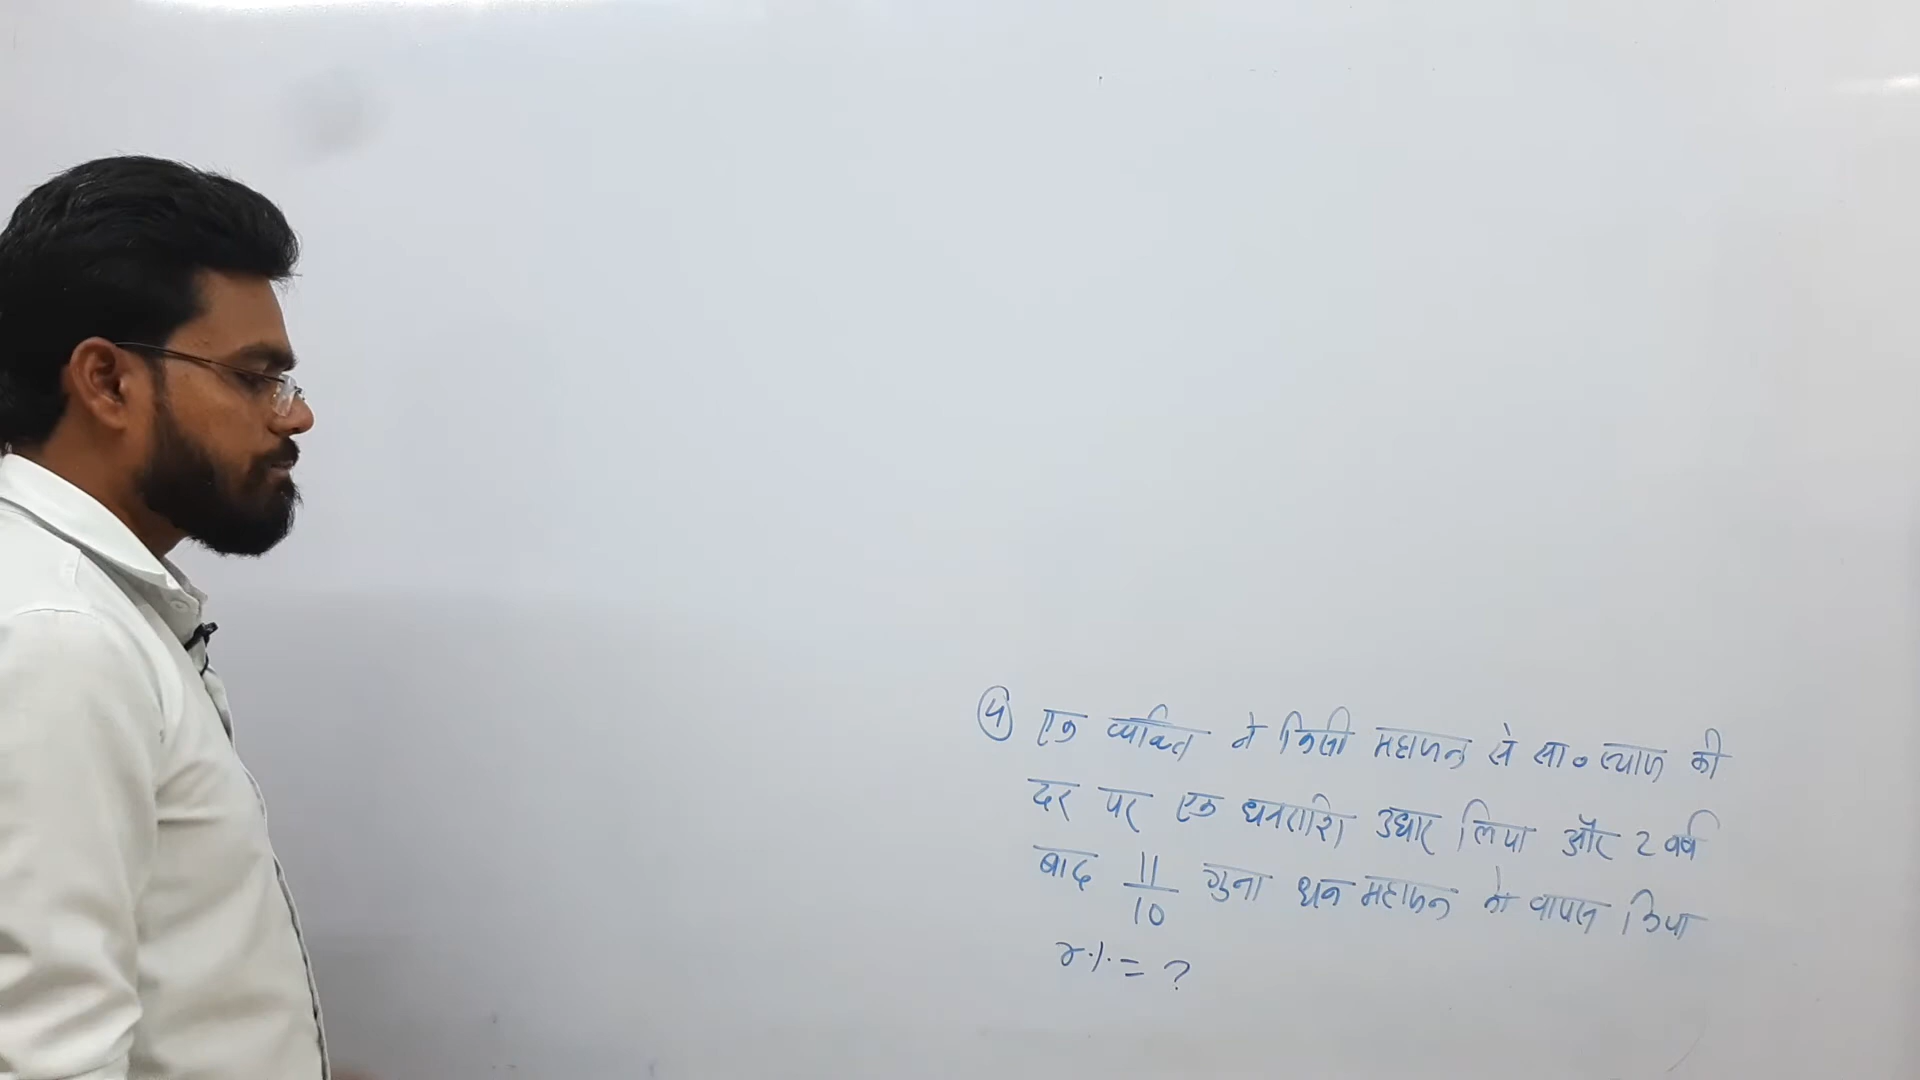 (4) एक व्यक्ति ने किसी महाजन से सा० ब्याज की
दर पर एक धनराशि उधार लिया और 2 वर्ष
बाद 11/10 गुना धन महाजन को वापस किया
r% = ?